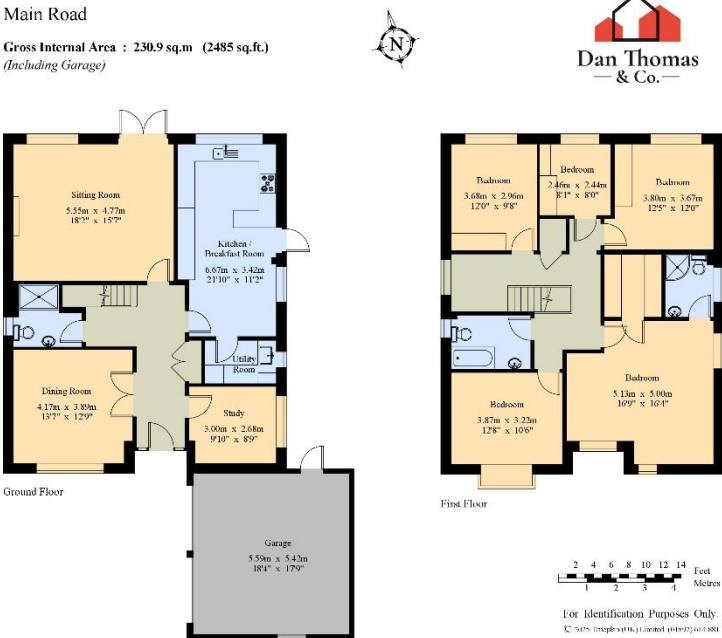 Main Road
Gross Internal Area : 230.9 sq.m (2485 sq.ft.)
(Including Garage)
N
Dan Thomas
& Co.
Sitting Room
5.55m x 4.77m
18'2" x 15'7"
Kitchen /
Breakfast Room
6.67m x 3.42m
21'10" x 11'2"
Utility
Room
Dining Room
4.17m x 3.89m
13'7" x 12'9"
Study
3.00m x 2.68m
9'10" x 8'9"
Garage
5.59m x 5.42m
18'4" x 17'9"
Ground Floor
Bedroom
3.68m x 2.96m
12'0" x 9'8"
Bedroom
2.46m x 2.44m
8'1" x 8'0"
Bedroom
3.80m x 3.67m
12'5" x 12'0"
Bedroom
5.13m x 5.00m
16'9" x 16'4"
Bedroom
3.87m x 3.22m
12'8" x 10'6"
First Floor
2 4 6 8 10 12 14 Feet
1 2 3 4 Metres
For Identification Purposes Only.
© 2025 (UK) Limited